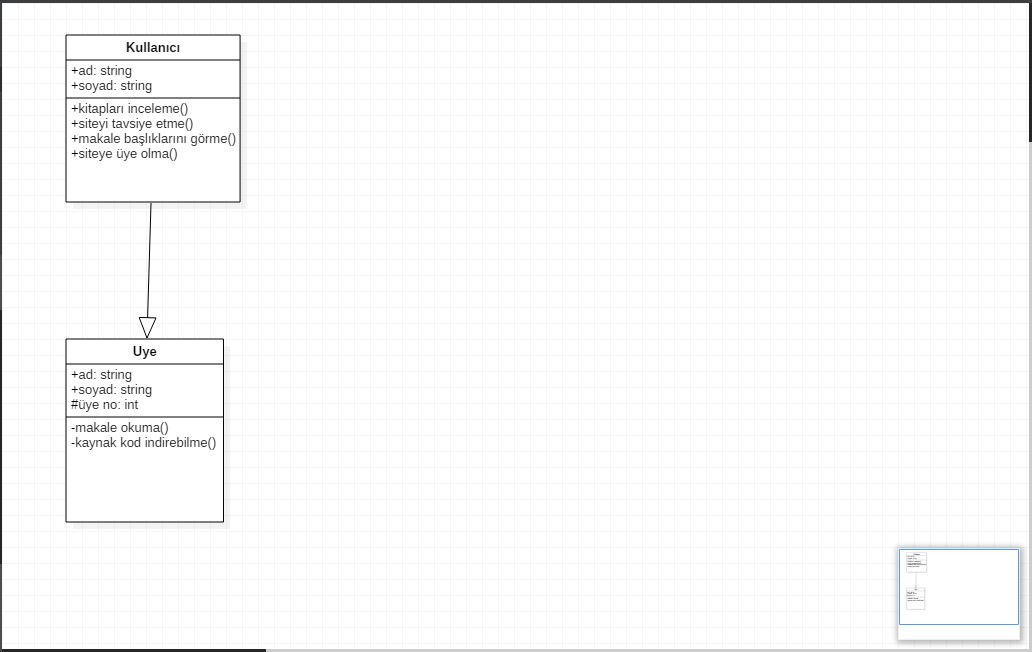 Kullanıcı
+ad: string
+soyad: string
+kitapları inceleme()
+siteyi tavsiye etme()
+makale başlıklarını görme()
+siteye üye olma()
Uye
+ad: string
+soyad: string
#üye no: int
-makale okuma()
-kaynak kod indirebilme()